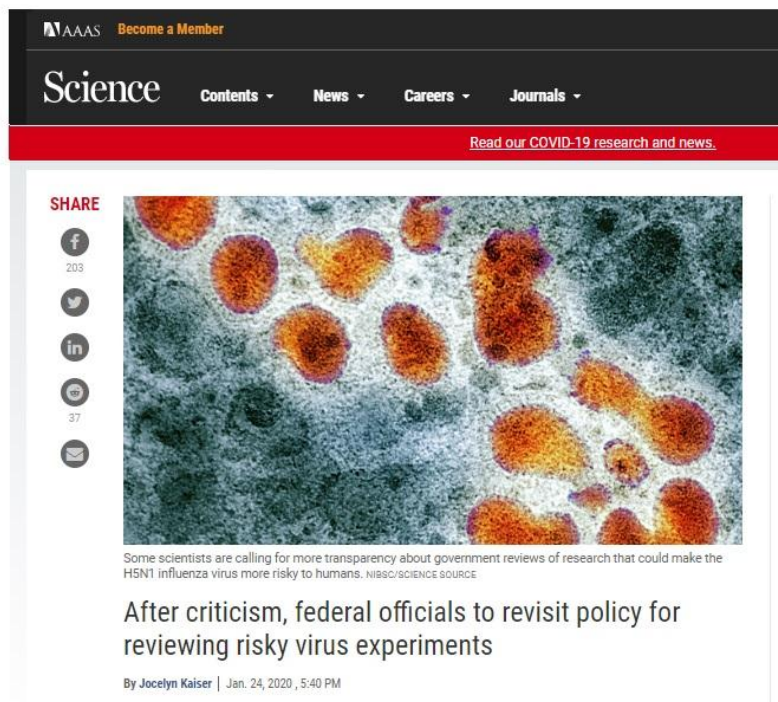 AAAS Become a Member
Science Contents News Careers Journals
Read our COVID-19 research and news.
SHARE
203
37
Some scientists are calling for more transparency about government reviews of research that could make the
H5N1 influenza virus more risky to humans. NIBSC/SCIENCE SOURCE
After criticism, federal officials to revisit policy for
reviewing risky virus experiments
By Jocelyn Kaiser | Jan. 24, 2020 , 5:40 PM